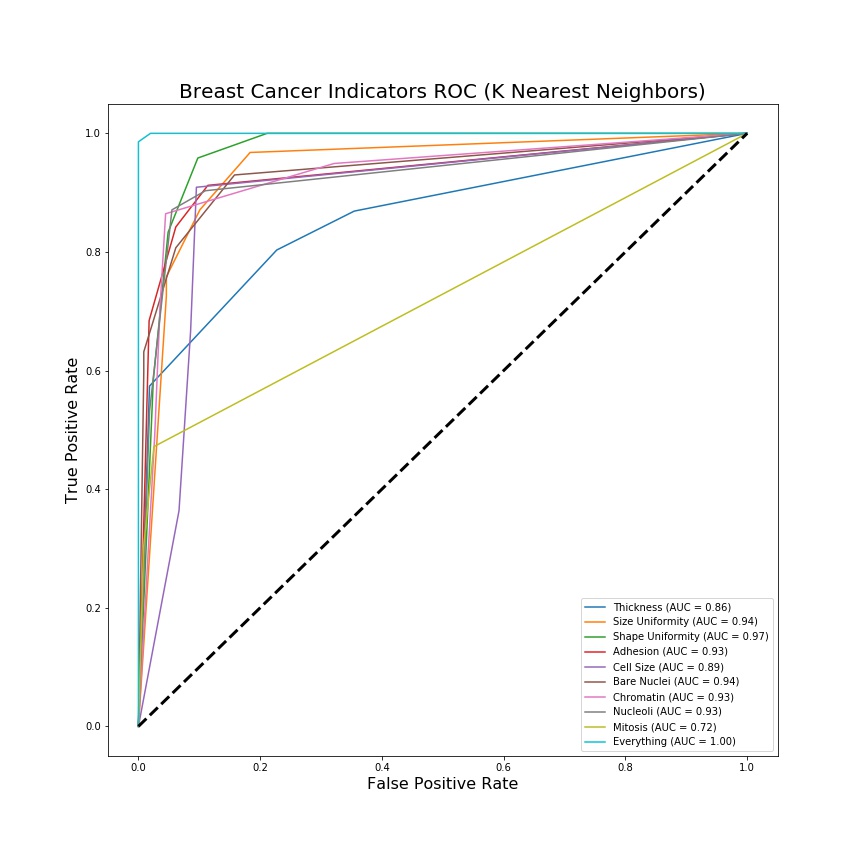 Breast Cancer Indicators ROC (K Nearest Neighbors)
True Positive Rate
1.0
0.8
0.6
0.4
0.2
0.0
0.0 0.2 0.4 0.6 0.8 1.0
False Positive Rate
Thickness (AUC = 0.86)
Size Uniformity (AUC = 0.94)
Shape Uniformity (AUC = 0.97)
Adhesion (AUC = 0.93)
Cell Size (AUC = 0.89)
Bare Nuclei (AUC = 0.94)
Chromatin (AUC = 0.93)
Nucleoli (AUC = 0.93)
Mitosis (AUC = 0.72)
Everything (AUC = 1.00)